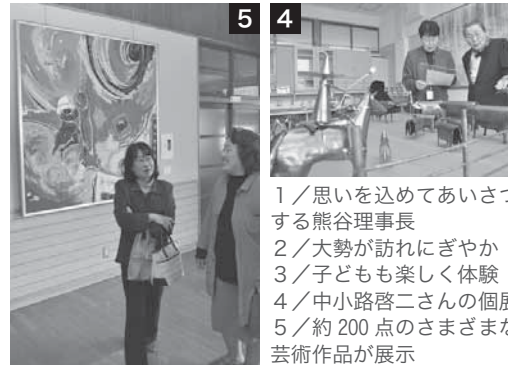 5
4
1／思いを込めてあいさつ
する熊谷理事長
2／大勢が訪れにぎやか
3／子どもも楽しく体験
4／中小路啓二さんの個展
5／約 200 点のさまざまな
芸術作品が展示